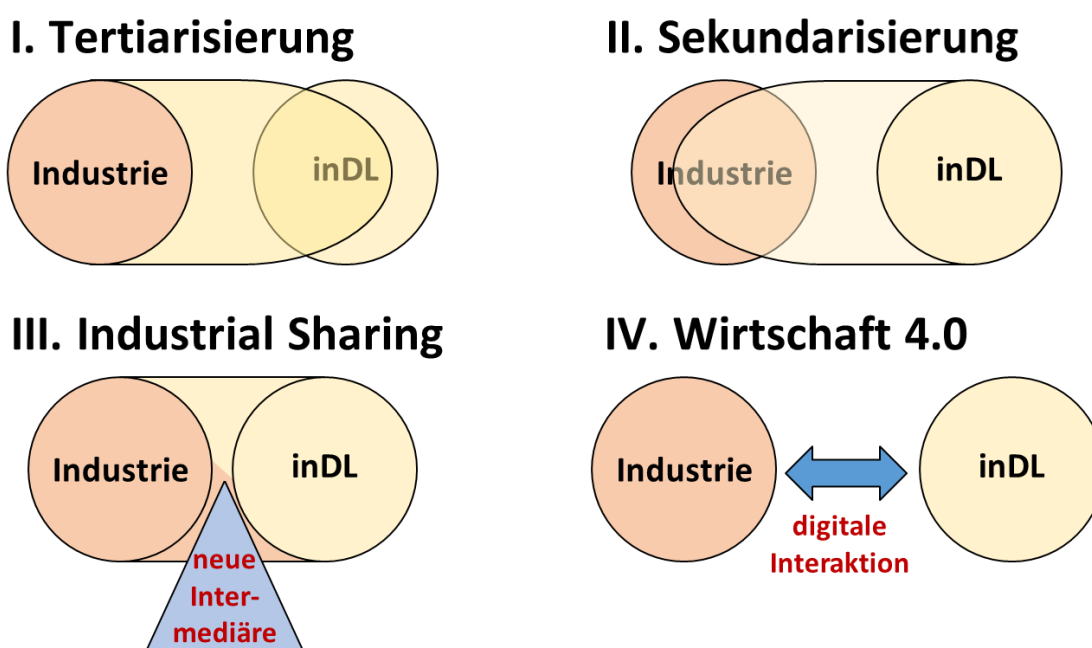 I. Tertiarisierung
Industrie
inDL
II. Sekundarisierung
Industrie
inDL
III. Industrial Sharing
Industrie
inDL
neue
Inter-
mediäre
IV. Wirtschaft 4.0
Industrie
inDL
digitale
Interaktion